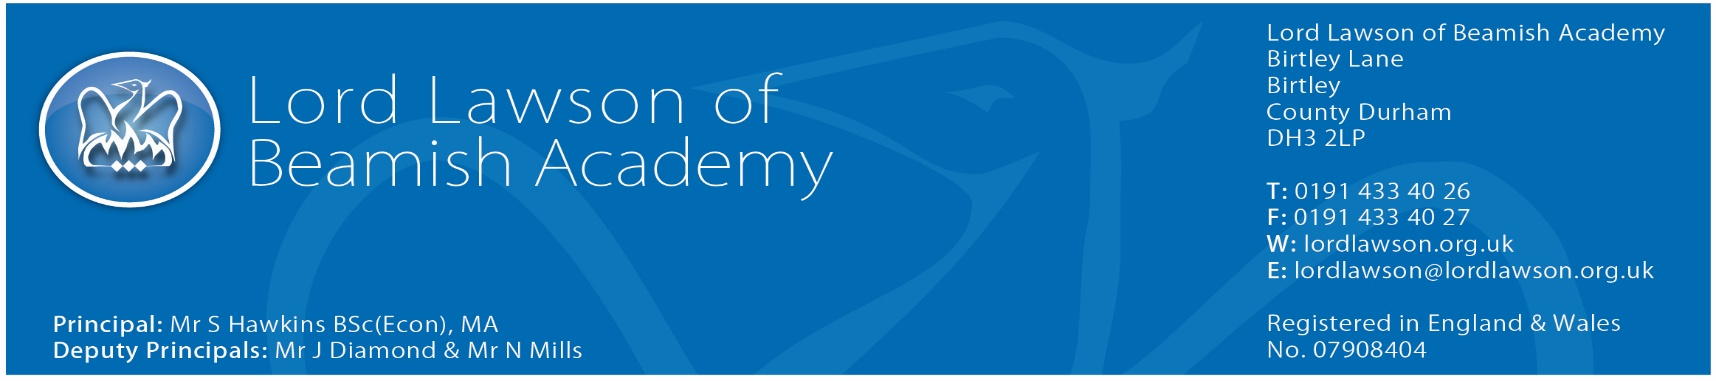 Lord Lawson of
Beamish Academy
Principal: Mr S Hawkins BSc(Econ), MA
Deputy Principals: Mr J Diamond & Mr N Mills
Lord Lawson of Beamish Academy
Birtley Lane
Birtley
County Durham
DH3 2LP
T: 0191 433 40 26
F: 0191 433 40 27
W: lordlawson.org.uk
E: lordlawson@lordlawson.org.uk
Registered in England & Wales
No. 07908404